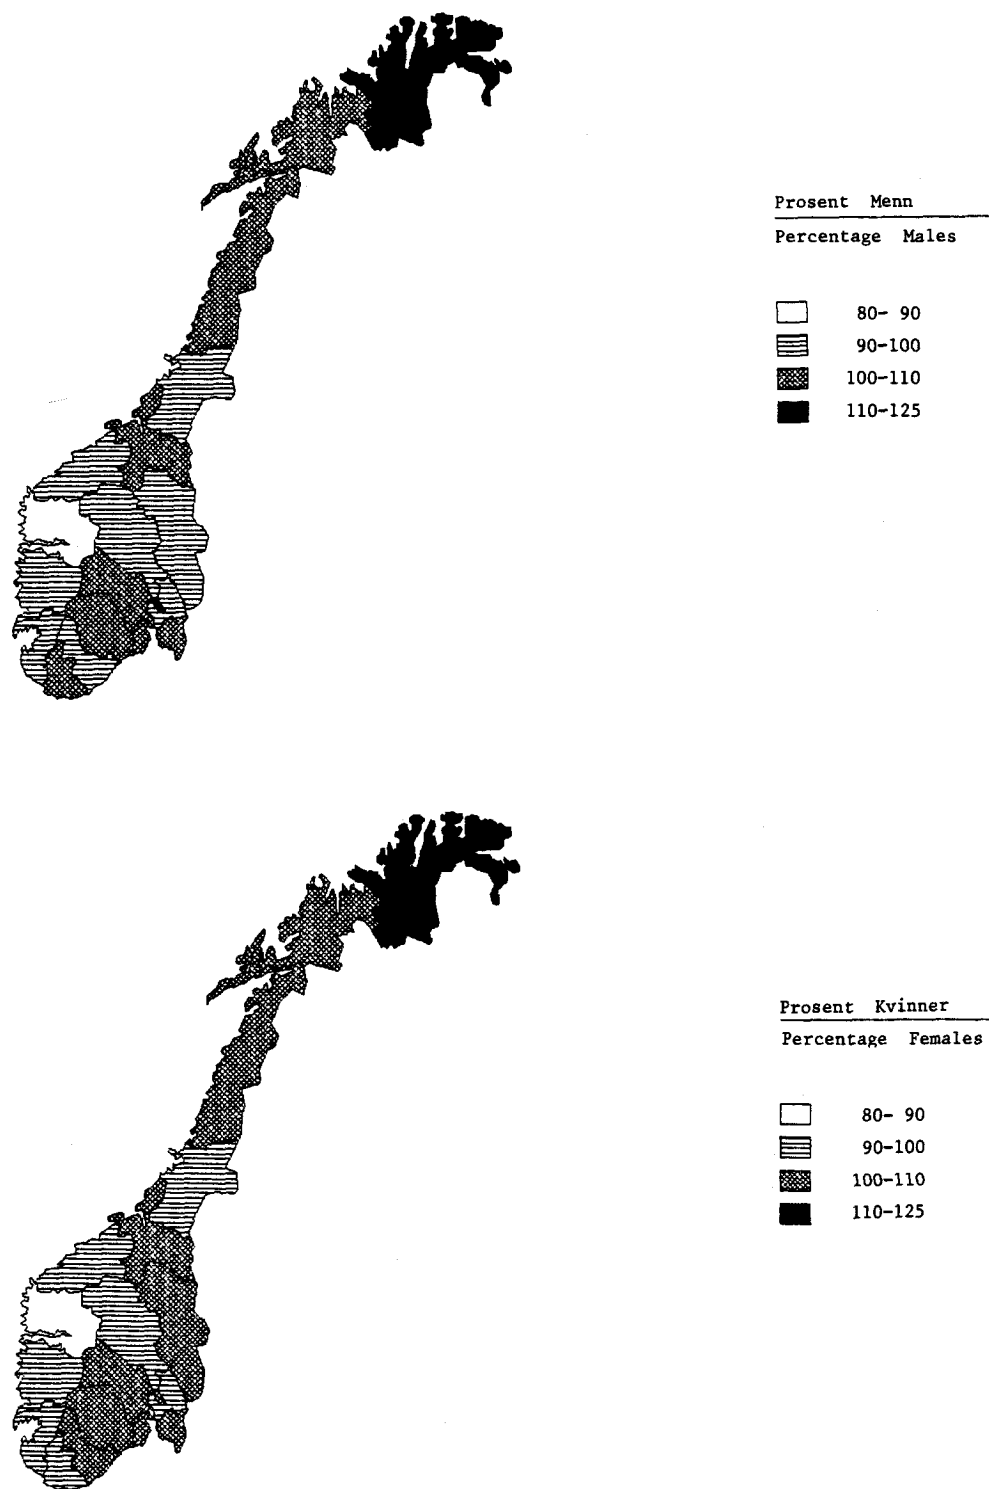 Prosent Menn
Percentage Males
80- 90
90-100
100-110
110-125
Prosent Kvinner
Percentage Females
80- 90
90-100
100-110
110-125